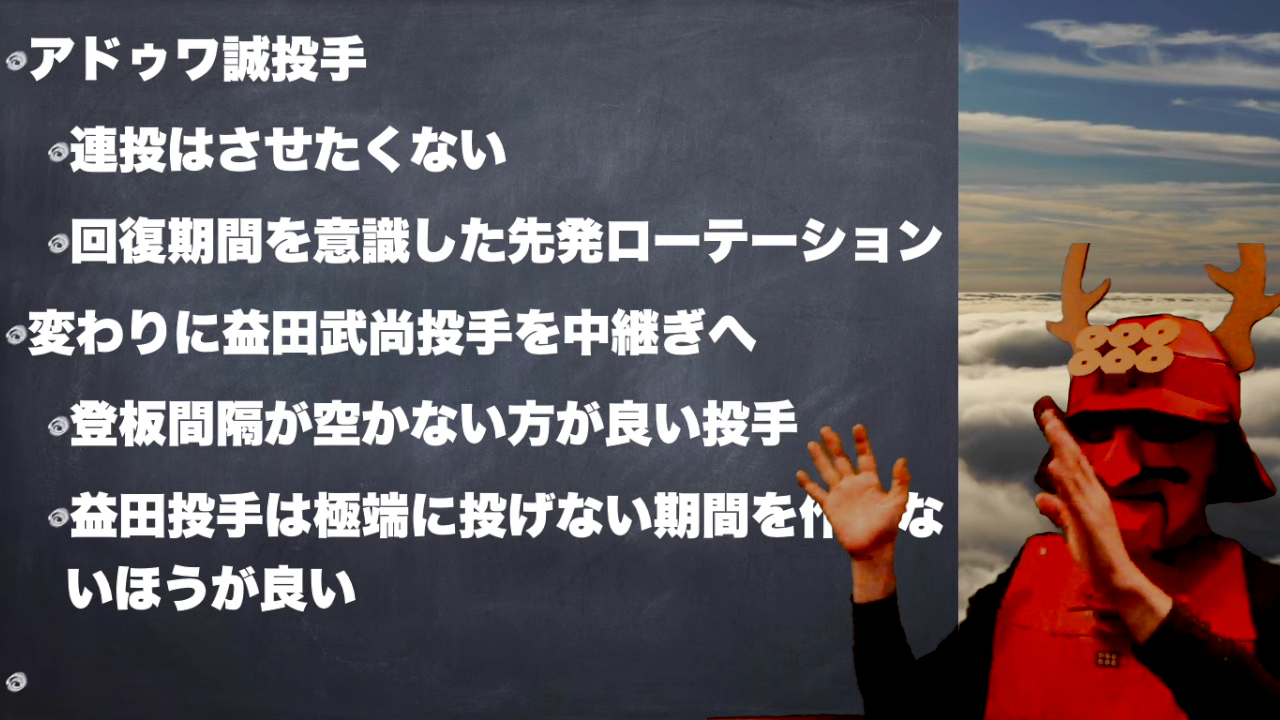 アドゥワ誠投手
連投はさせたくない
回復期間を意識した先発ローテーション
変わりに益田武尚投手を中継ぎへ
登板間隔が空かない方が良い投手
益田投手は極端に投げない期間を作 な
いほうが良い